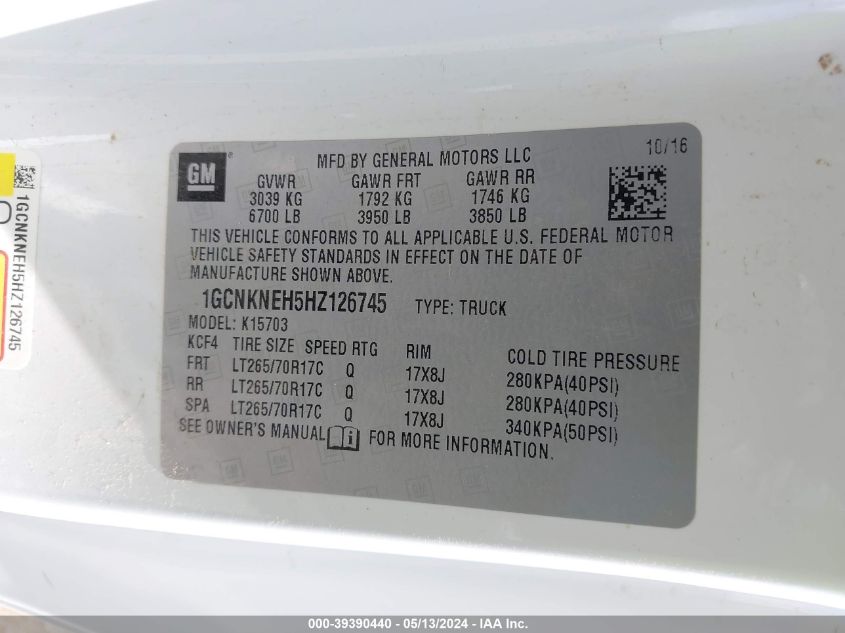 GM
MFD BY GENERAL MOTORS LLC
10/16
GVWR GAWR FRT GAWR RR
3039 KG 1792 KG 1746 KG
6700 LB 3950 LB 3850 LB
THIS VEHICLE CONFORMS TO ALL APPLICABLE U.S. FEDERAL MOTOR
VEHICLE SAFETY STANDARDS IN EFFECT ON THE DATE OF
MANUFACTURE SHOWN ABOVE.
1GCNKNEH5HZ126745 TYPE: TRUCK
MODEL: K15703
KCF4 TIRE SIZE SPEED RTG RIM COLD TIRE PRESSURE
FRT LT265/70R17C Q 17X8J 280KPA(40PSI)
RR LT265/70R17C Q 17X8J 280KPA(40PSI)
SPA LT265/70R17C Q 17X8J 340KPA(50PSI)
SEE OWNER'S MANUAL FOR MORE INFORMATION.
1GCNKNEH5HZ126745
000-39390440 - 05/13/2024 - IAA Inc.